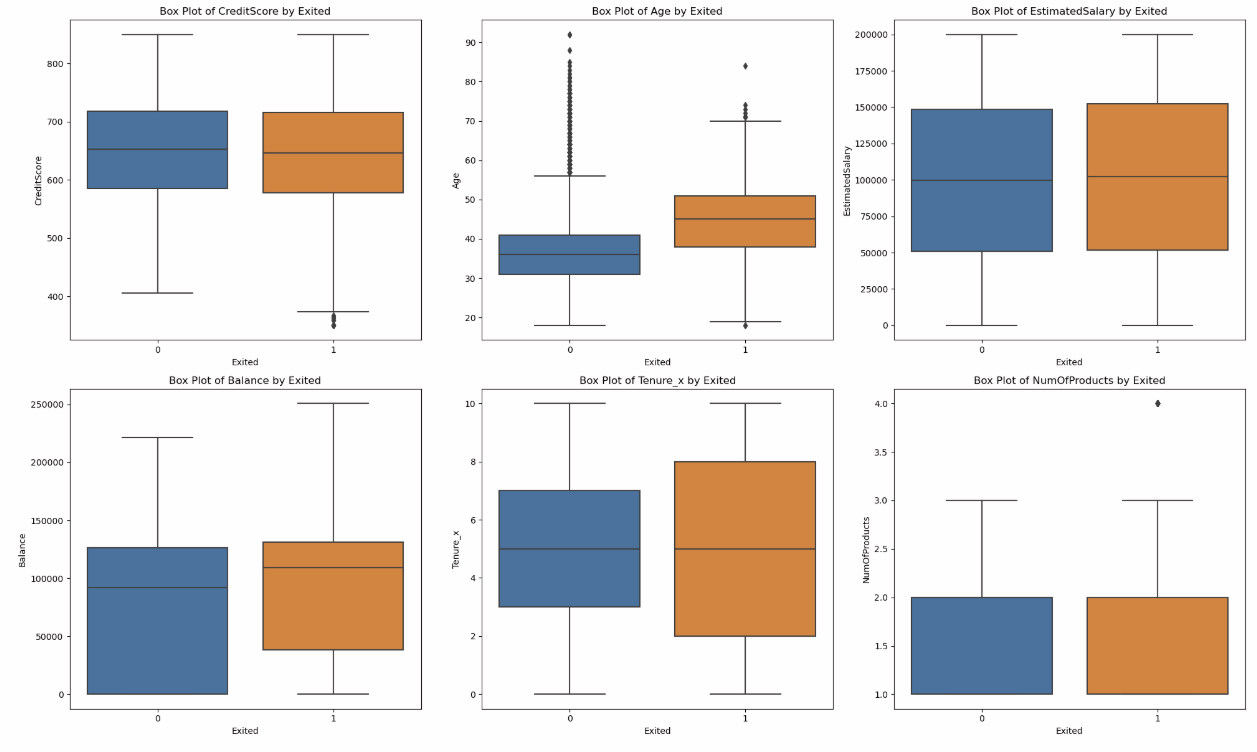 Box Plot of CreditScore by Exited
CreditScore
800
700
600
500
400
0 1
Exited
Box Plot of Age by Exited
Age
90
80
70
60
50
40
30
20
0 1
Exited
Box Plot of EstimatedSalary by Exited
EstimatedSalary
200000
175000
150000
125000
100000
75000
50000
25000
0
0 1
Exited
Box Plot of Balance by Exited
Balance
250000
200000
150000
100000
50000
0
0 1
Exited
Box Plot of Tenure_x by Exited
Tenure_x
10
8
6
4
2
0
0 1
Exited
Box Plot of NumOfProducts by Exited
NumOfProducts
4.0
3.5
3.0
2.5
2.0
1.5
1.0
0 1
Exited